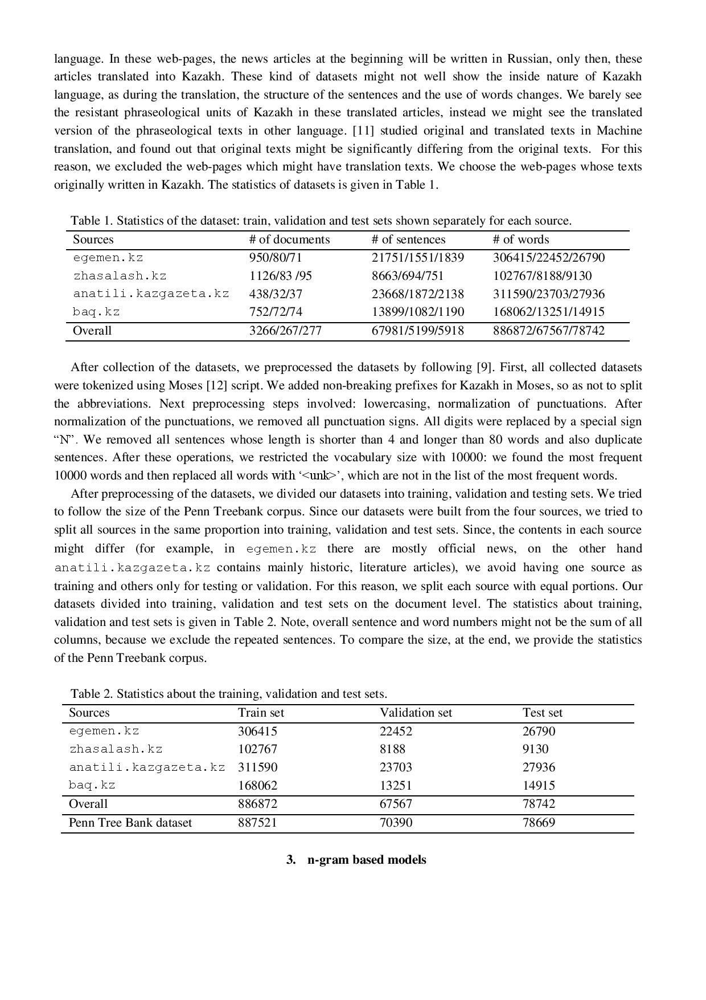 language. In these web-pages, the news articles at the beginning will be written in Russian, only then, these
articles translated into Kazakh. These kind of datasets might not well show the inside nature of Kazakh
language, as during the translation, the structure of the sentences and the use of words changes. We barely see
the resistant phraseological units of Kazakh in these translated articles, instead we might see the translated
version of the phraseological texts in other language. [11] studied original and translated texts in Machine
translation, and found out that original texts might be significantly differing from the original texts. For this
reason, we excluded the web-pages which might have translation texts. We choose the web-pages whose texts
originally written in Kazakh. The statistics of datasets is given in Table 1.
Table 1. Statistics of the dataset: train, validation and test sets shown separately for each source.
Sources # of documents # of sentences # of words
egemen.kz 950/80/71 21751/1551/1839 306415/22452/26790
zhasalash.kz 1126/83 /95 8663/694/751 102767/8188/9130
anatili.kazgazeta.kz 438/32/37 23668/1872/2138 311590/23703/27936
baq.kz 752/72/74 13899/1082/1190 168062/13251/14915
Overall 3266/267/277 67981/5199/5918 886872/67567/78742
After collection of the datasets, we preprocessed the datasets by following [9]. First, all collected datasets
were tokenized using Moses [12] script. We added non-breaking prefixes for Kazakh in Moses, so as not to split
the abbreviations. Next preprocessing steps involved: lowercasing, normalization of punctuations. After
normalization of the punctuations, we removed all punctuation signs. All digits were replaced by a special sign
“N”. We removed all sentences whose length is shorter than 4 and longer than 80 words and also duplicate
sentences. After these operations, we restricted the vocabulary size with 10000: we found the most frequent
10000 words and then replaced all words with ‘<unk>’, which are not in the list of the most frequent words.
After preprocessing of the datasets, we divided our datasets into training, validation and testing sets. We tried
to follow the size of the Penn Treebank corpus. Since our datasets were built from the four sources, we tried to
split all sources in the same proportion into training, validation and test sets. Since, the contents in each source
might differ (for example, in egemen.kz there are mostly official news, on the other hand
anatili.kazgazeta.kz contains mainly historic, literature articles), we avoid having one source as
training and others only for testing or validation. For this reason, we split each source with equal portions. Our
datasets divided into training, validation and test sets on the document level. The statistics about training,
validation and test sets is given in Table 2. Note, overall sentence and word numbers might not be the sum of all
columns, because we exclude the repeated sentences. To compare the size, at the end, we provide the statistics
of the Penn Treebank corpus.
Table 2. Statistics about the training, validation and test sets.
Sources Train set Validation set Test set
egemen.kz 306415 22452 26790
zhasalash.kz 102767 8188 9130
anatili.kazgazeta.kz 311590 23703 27936
baq.kz 168062 13251 14915
Overall 886872 67567 78742
Penn Tree Bank dataset 887521 70390 78669
3. n-gram based models